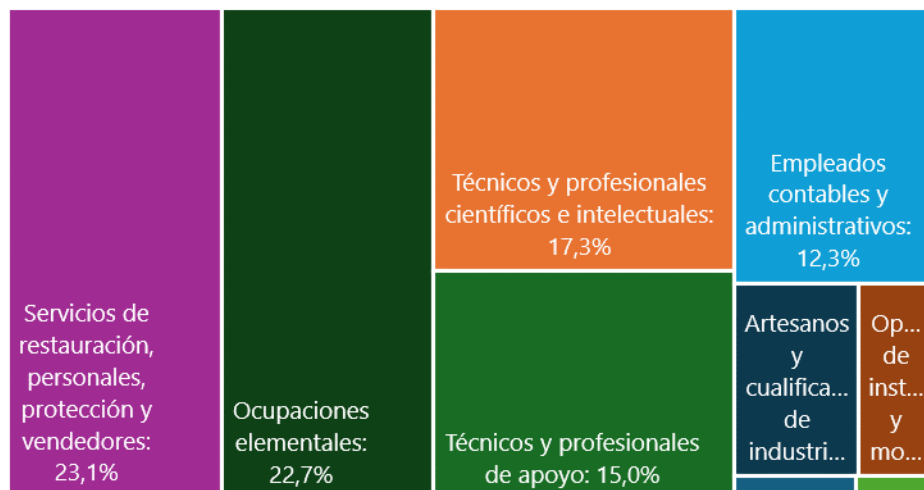 Servicios de
restauración,
personales,
protección y
vendedores:
23,1%
Ocupaciones
elementales:
22,7%
Técnicos y profesionales
científicos e intelectuales:
17,3%
Técnicos y profesionales
de apoyo: 15,0%
Empleados
contables y
administrativos:
12,3%
Artesanos
y
cualifica...
de
industri...
Op...
de
inst...
y
mo...